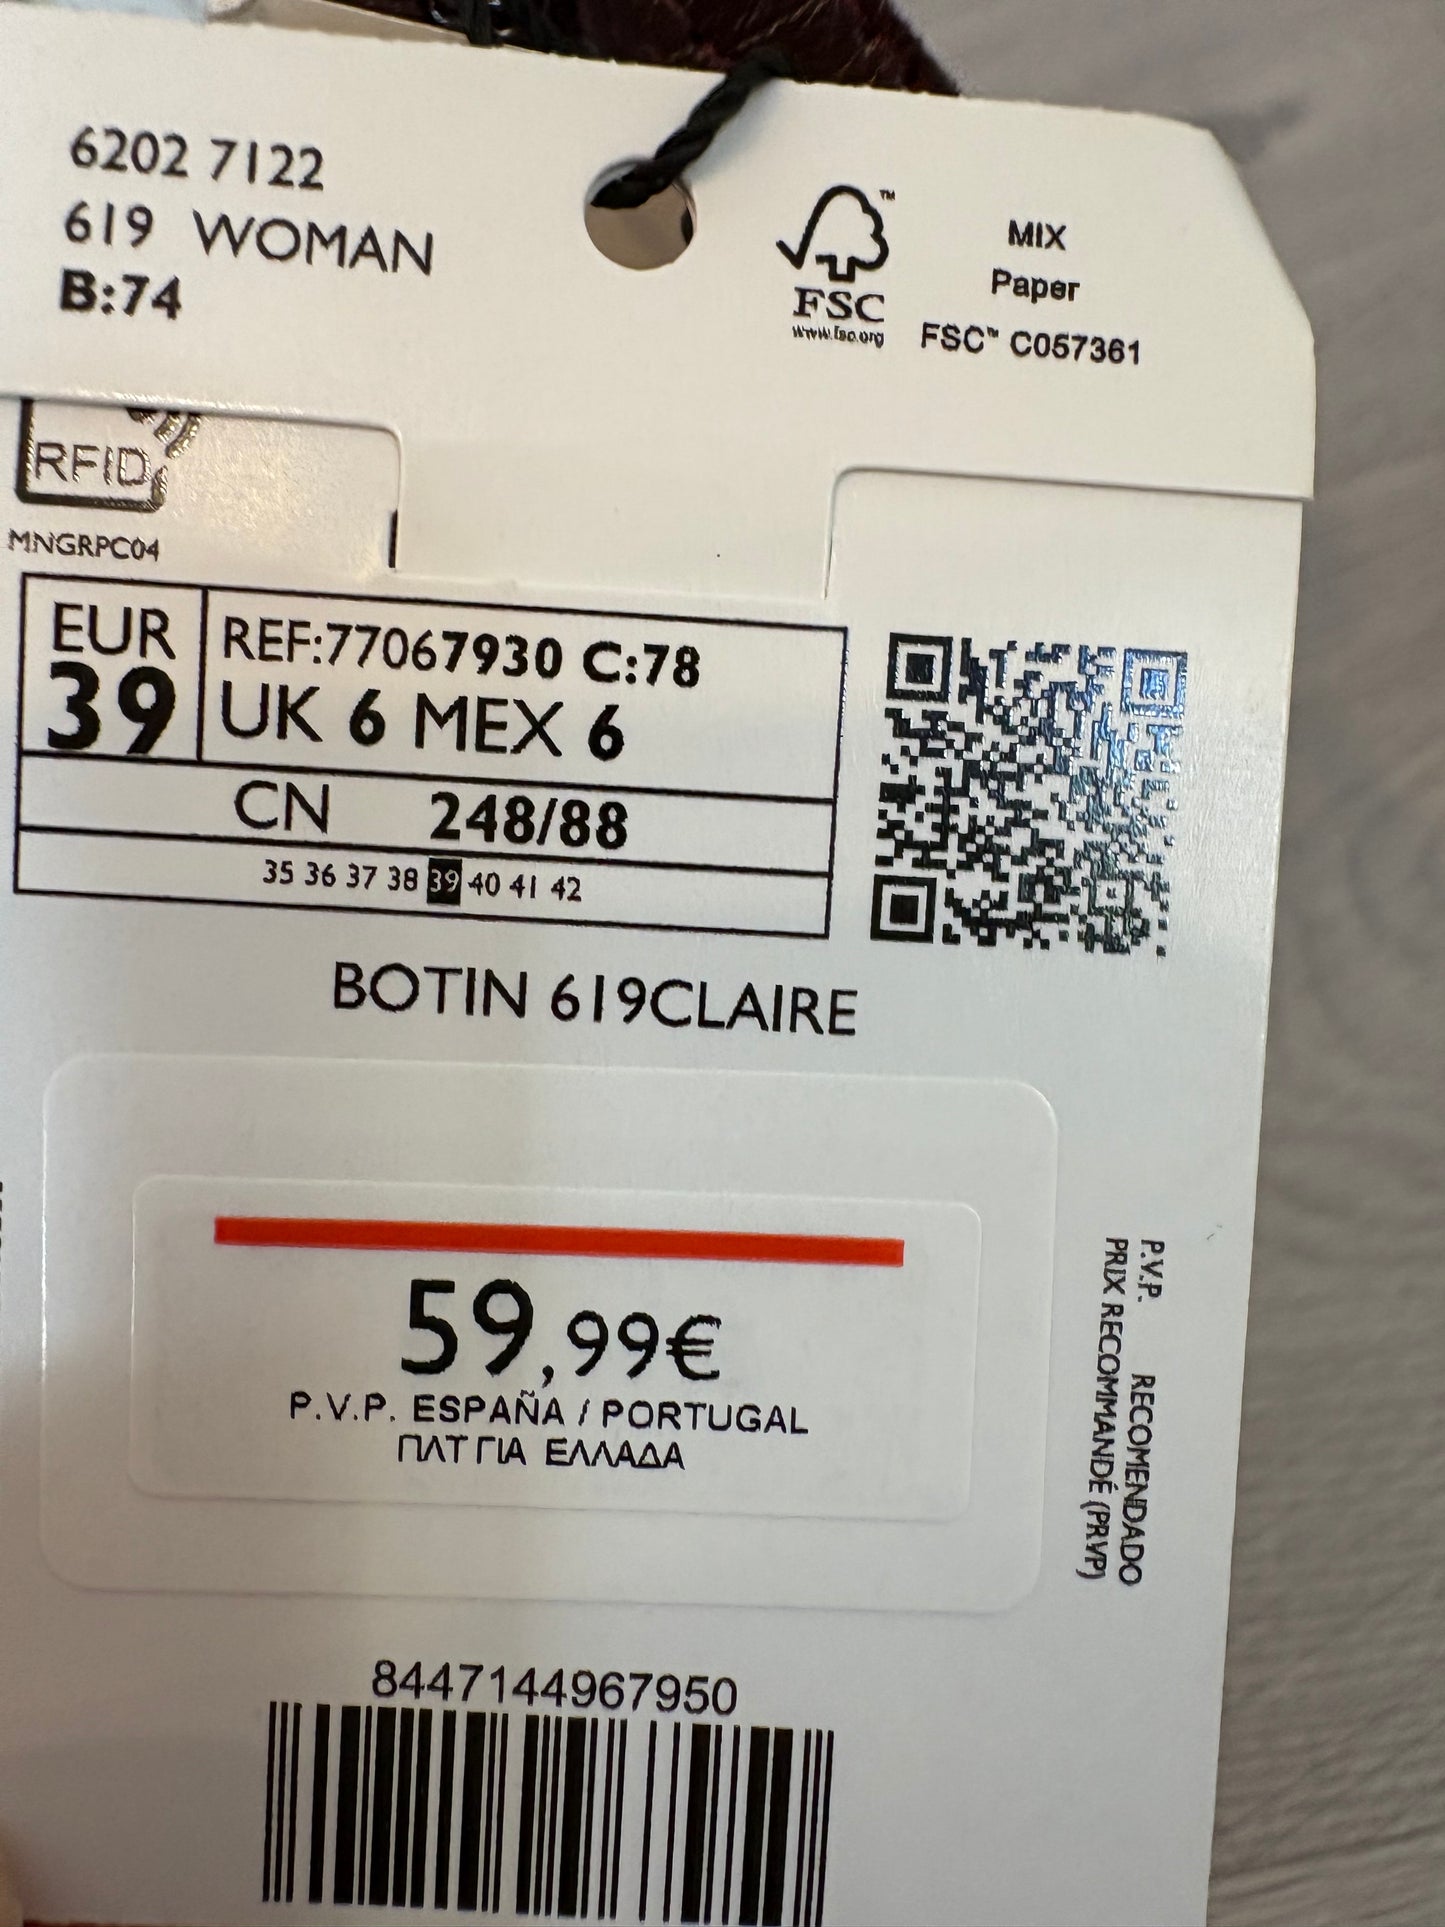 6202 7122
619 WOMAN
B:74
FSC
www.fsc.org
MIX
Paper
FSC™ C057361
RFID
MNGRPC04
EUR
39
REF:77067930 C:78
UK 6 MEX 6
CN 248/88
35 36 37 38 39 40 41 42
BOTIN 619CLAIRE
59,99€
P.V.P. ESPAÑA / PORTUGAL
ΠΛΤ ΓΙΑ ΕΛΛΑΔΑ
P.V.P. RECOMENDADO
PRIX RECOMMANDÉ (PRVP)
8447144967950